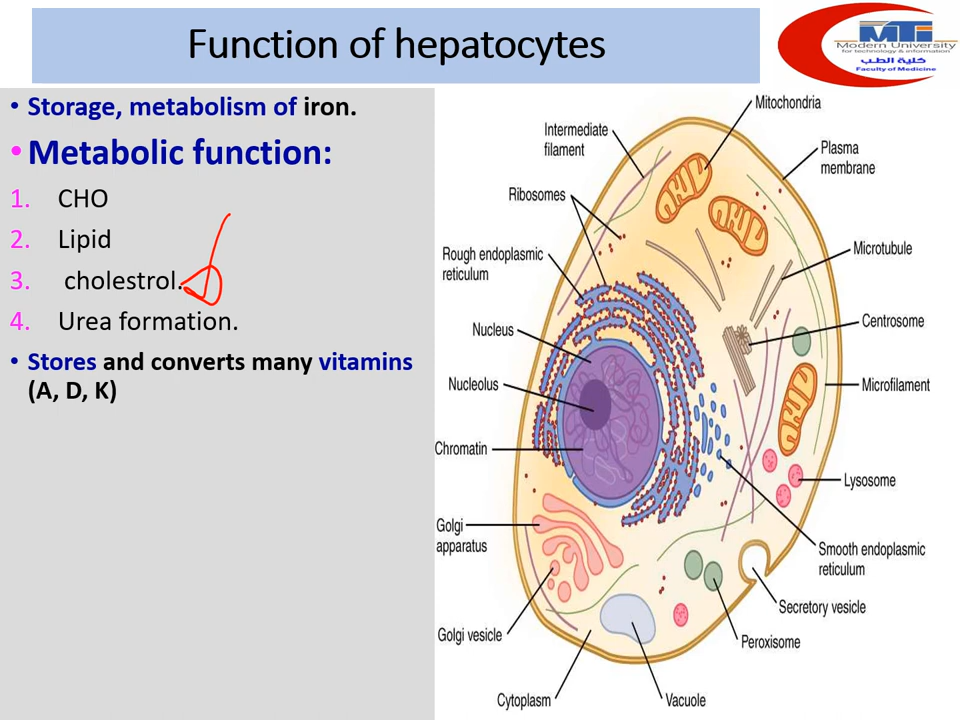 Function of hepatocytes
MTI
Modern University
for technology & information
كلية الطب
Faculty of Medicine
• Storage, metabolism of iron.
• Metabolic function:
1. CHO
2. Lipid
3. cholestrol.
4. Urea formation.
• Stores and converts many vitamins
(A, D, K)
Mitochondria
Intermediate
filament
Plasma
membrane
Ribosomes
Rough endoplasmic
reticulum
Microtubule
Nucleus
Centrosome
Nucleolus
Microfilament
Chromatin
Lysosome
Golgi
apparatus
Smooth endoplasmic
reticulum
Secretory vesicle
Golgi vesicle
Peroxisome
Cytoplasm
Vacuole